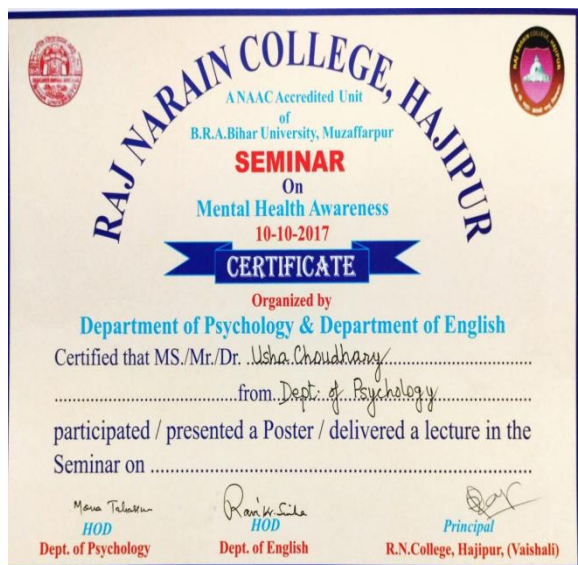 RAJ NARAIN COLLEGE, HAJIPUR
A NAAC Accredited Unit
of
B.R.A.Bihar University, Muzaffarpur
SEMINAR
On
Mental Health Awareness
10-10-2017
CERTIFICATE
Organized by
Department of Psychology & Department of English
Certified that MS./Mr./Dr. Usha Choudhary
from Dept: of Psychology
participated / presented a Poster / delivered a lecture in the
Seminar on
HOD HOD Principal
Dept. of Psychology Dept. of English R.N.College, Hajipur, (Vaishali)